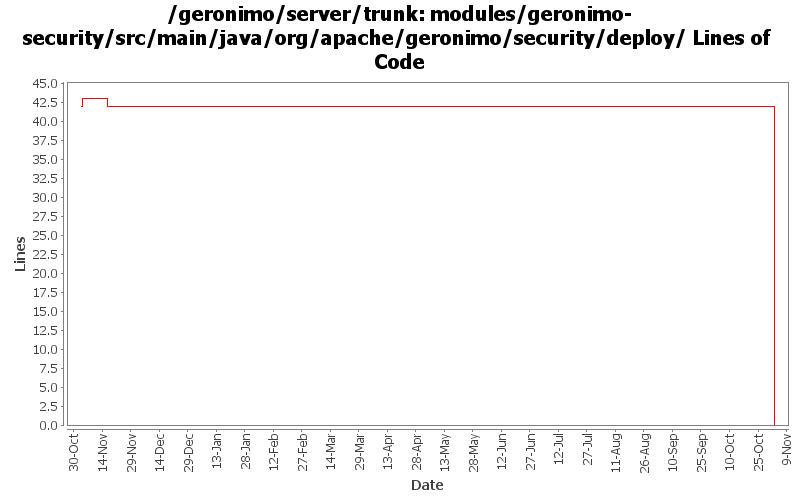 /geronimo/server/trunk: modules/geronimo-
security/src/main/java/org/apache/geronimo/security/deploy/ Lines of
Code
45.0
42.5
40.0
37.5
35.0
32.5
30.0
27.5
25.0
22.5
20.0
17.5
15.0
12.5
10.0
7.5
5.0
2.5
0.0
Lines
30-Oct
14-Nov
29-Nov
14-Dec
29-Dec
13-Jan
28-Jan
12-Feb
27-Feb
14-Mar
29-Mar
13-Apr
28-Apr
13-May
28-May
12-Jun
27-Jun
12-Jul
27-Jul
11-Aug
26-Aug
10-Sep
25-Sep
10-Oct
25-Oct
9-Nov
Date